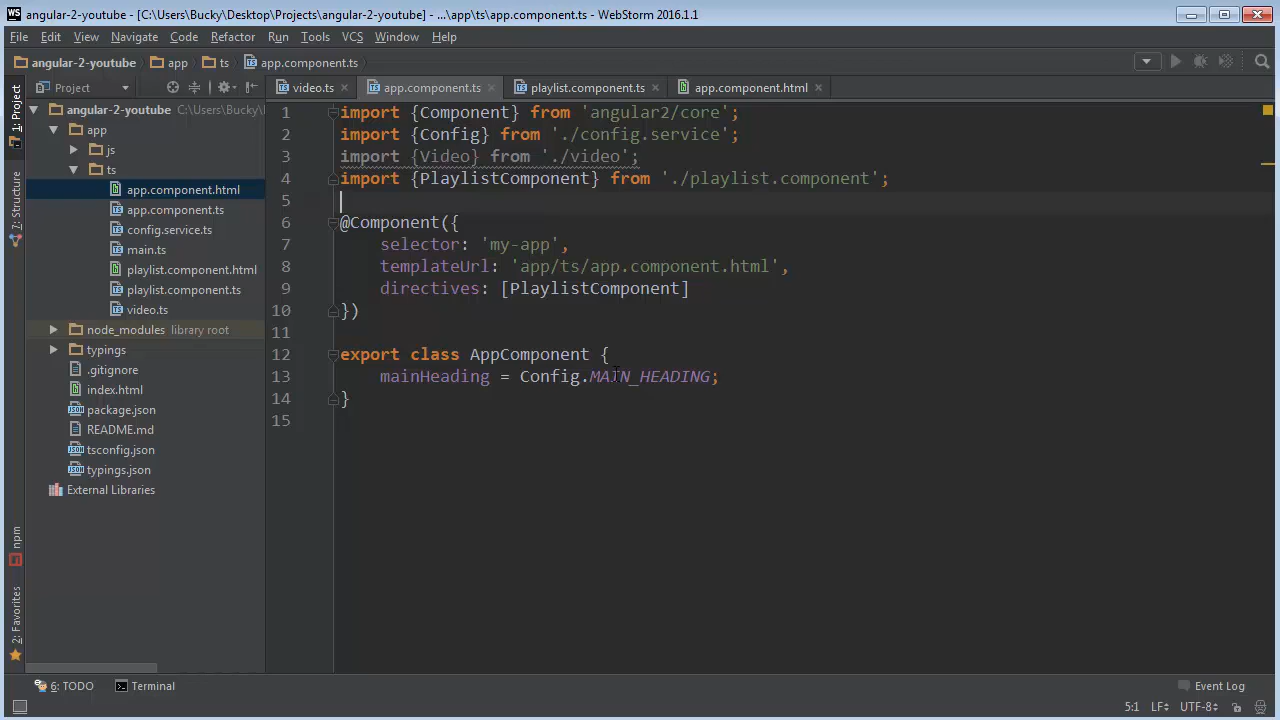 WS angular-2-youtube - [C:\Users\Bucky\Desktop\Projects\angular-2-youtube] - ...\app\ts\app.component.ts - WebStorm 2016.1.1
File Edit View Navigate Code Refactor Run Tools VCS Window Help
angular-2-youtube app ts app.component.ts
1: Project
7: Structure
npm
2: Favorites
Project
angular-2-youtube C:\Users\Bucky\
app
js
ts
app.component.html
app.component.ts
config.service.ts
main.ts
playlist.component.html
playlist.component.ts
video.ts
node_modules library root
typings
.gitignore
index.html
package.json
README.md
tsconfig.json
typings.json
External Libraries
video.ts app.component.ts playlist.component.ts app.component.html
1 import {Component} from 'angular2/core';
2 import {Config} from './config.service';
3 import {Video} from './video';
4 import {PlaylistComponent} from './playlist.component';
5
6 @Component({
7 selector: 'my-app',
8 templateUrl: 'app/ts/app.component.html',
9 directives: [PlaylistComponent]
10 })
11
12 export class AppComponent {
13 mainHeading = Config.MAIN_HEADING;
14 }
15
6: TODO Terminal Event Log
5:1 LF UTF-8